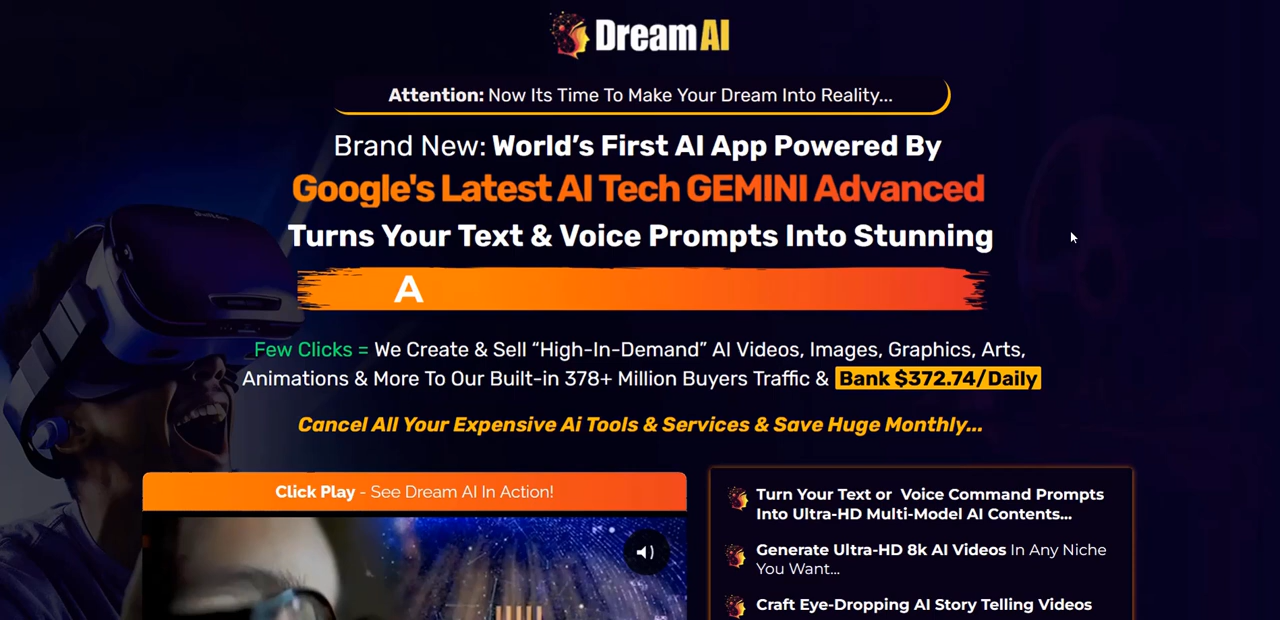 Dream AI
Attention: Now Its Time To Make Your Dream Into Reality...
Brand New: World's First AI App Powered By
Google's Latest AI Tech GEMINI Advanced
Turns Your Text & Voice Prompts Into Stunning
A
Few Clicks = We Create & Sell “High-In-Demand” AI Videos, Images, Graphics, Arts,
Animations & More To Our Built-in 378+ Million Buyers Traffic & Bank $372.74/Daily
Cancel All Your Expensive Ai Tools & Services & Save Huge Monthly...
Click Play - See Dream AI In Action!
Turn Your Text or Voice Command Prompts
Into Ultra-HD Multi-Model AI Contents...
Generate Ultra-HD 8k AI Videos In Any Niche
You Want...
Craft Eye-Dropping AI Story Telling Videos